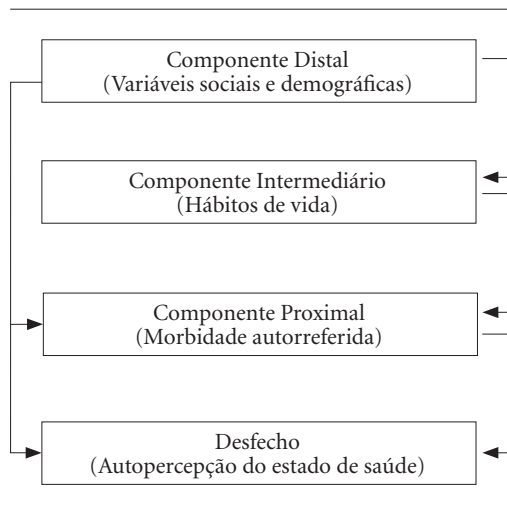 Componente Distal
(Variáveis sociais e demográficas)
Componente Intermediário
(Hábitos de vida)
Componente Proximal
(Morbidade autorreferida)
Desfecho
(Autopercepção do estado de saúde)